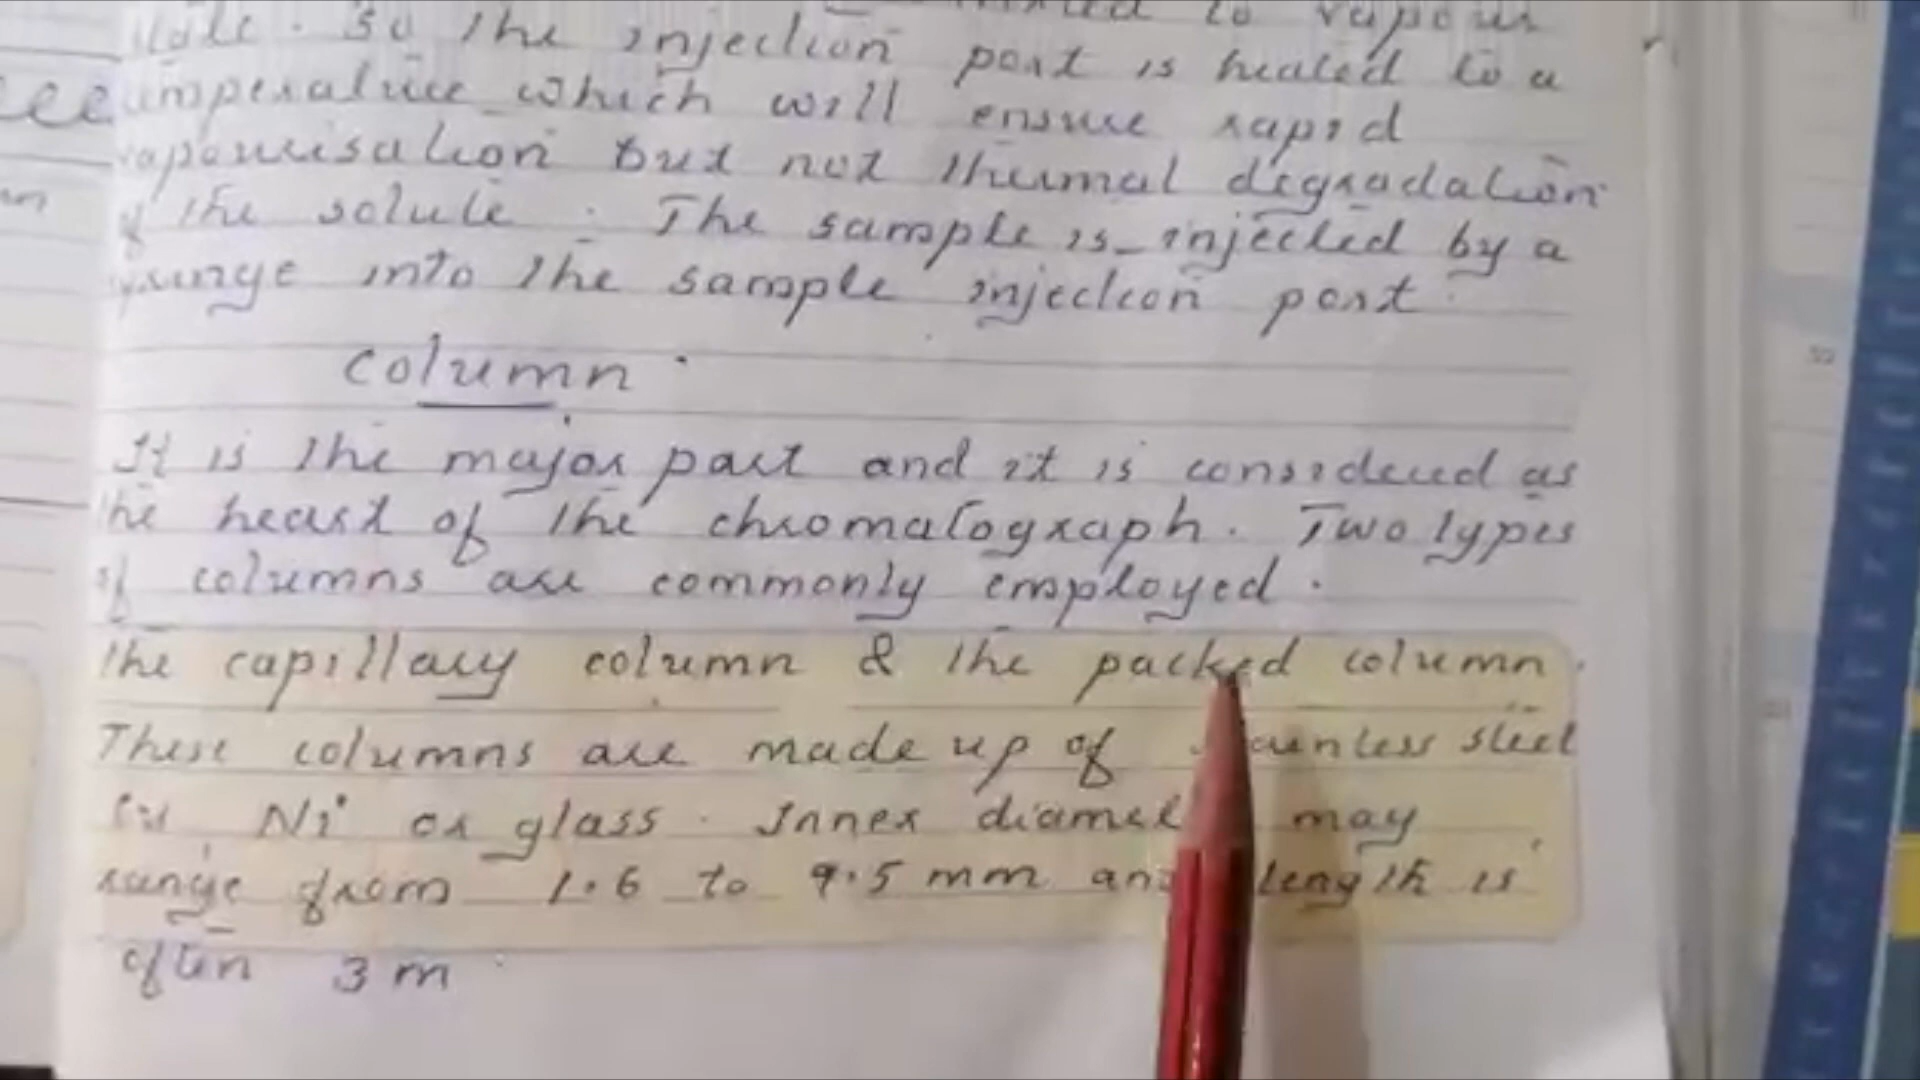 to vapour
state. So the injection port is heated to a
temperature which will ensure rapid
vapourisation but not thermal degradation
of the solute. The sample is injected by a
syringe into the sample injection port.
column
It is the major part and it is considered as
the heart of the chromatograph. Two types
of columns are commonly employed.
The capillary column & the packed column.
These columns are made up of stainless steel
Ni or glass. Inner diamet may
range from 1.6 to 9.5 mm and length is
often 3 m